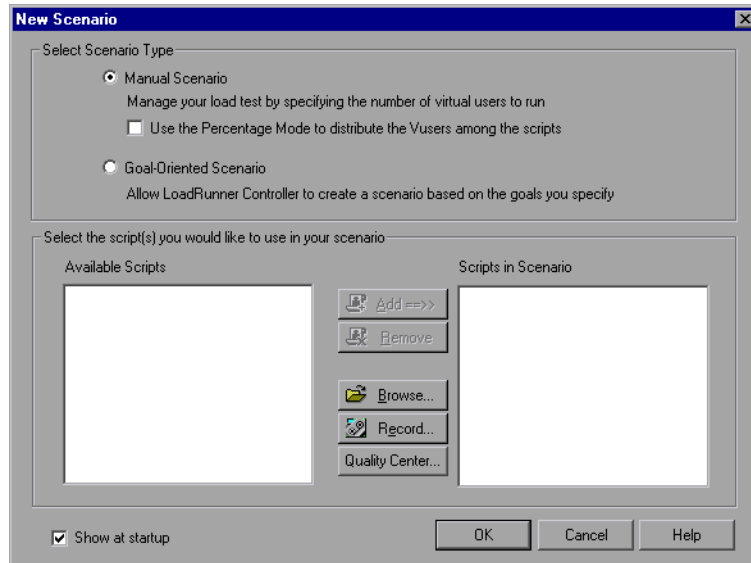 New Scenario
Select Scenario Type
Manual Scenario
Manage your load test by specifying the number of virtual users to run
Use the Percentage Mode to distribute the Vusers among the scripts
Goal-Oriented Scenario
Allow LoadRunner Controller to create a scenario based on the goals you specify
Select the script(s) you would like to use in your scenario
Available Scripts
Scripts in Scenario
Add ==>>
Remove
Browse...
Record...
Quality Center...
Show at startup
OK
Cancel
Help